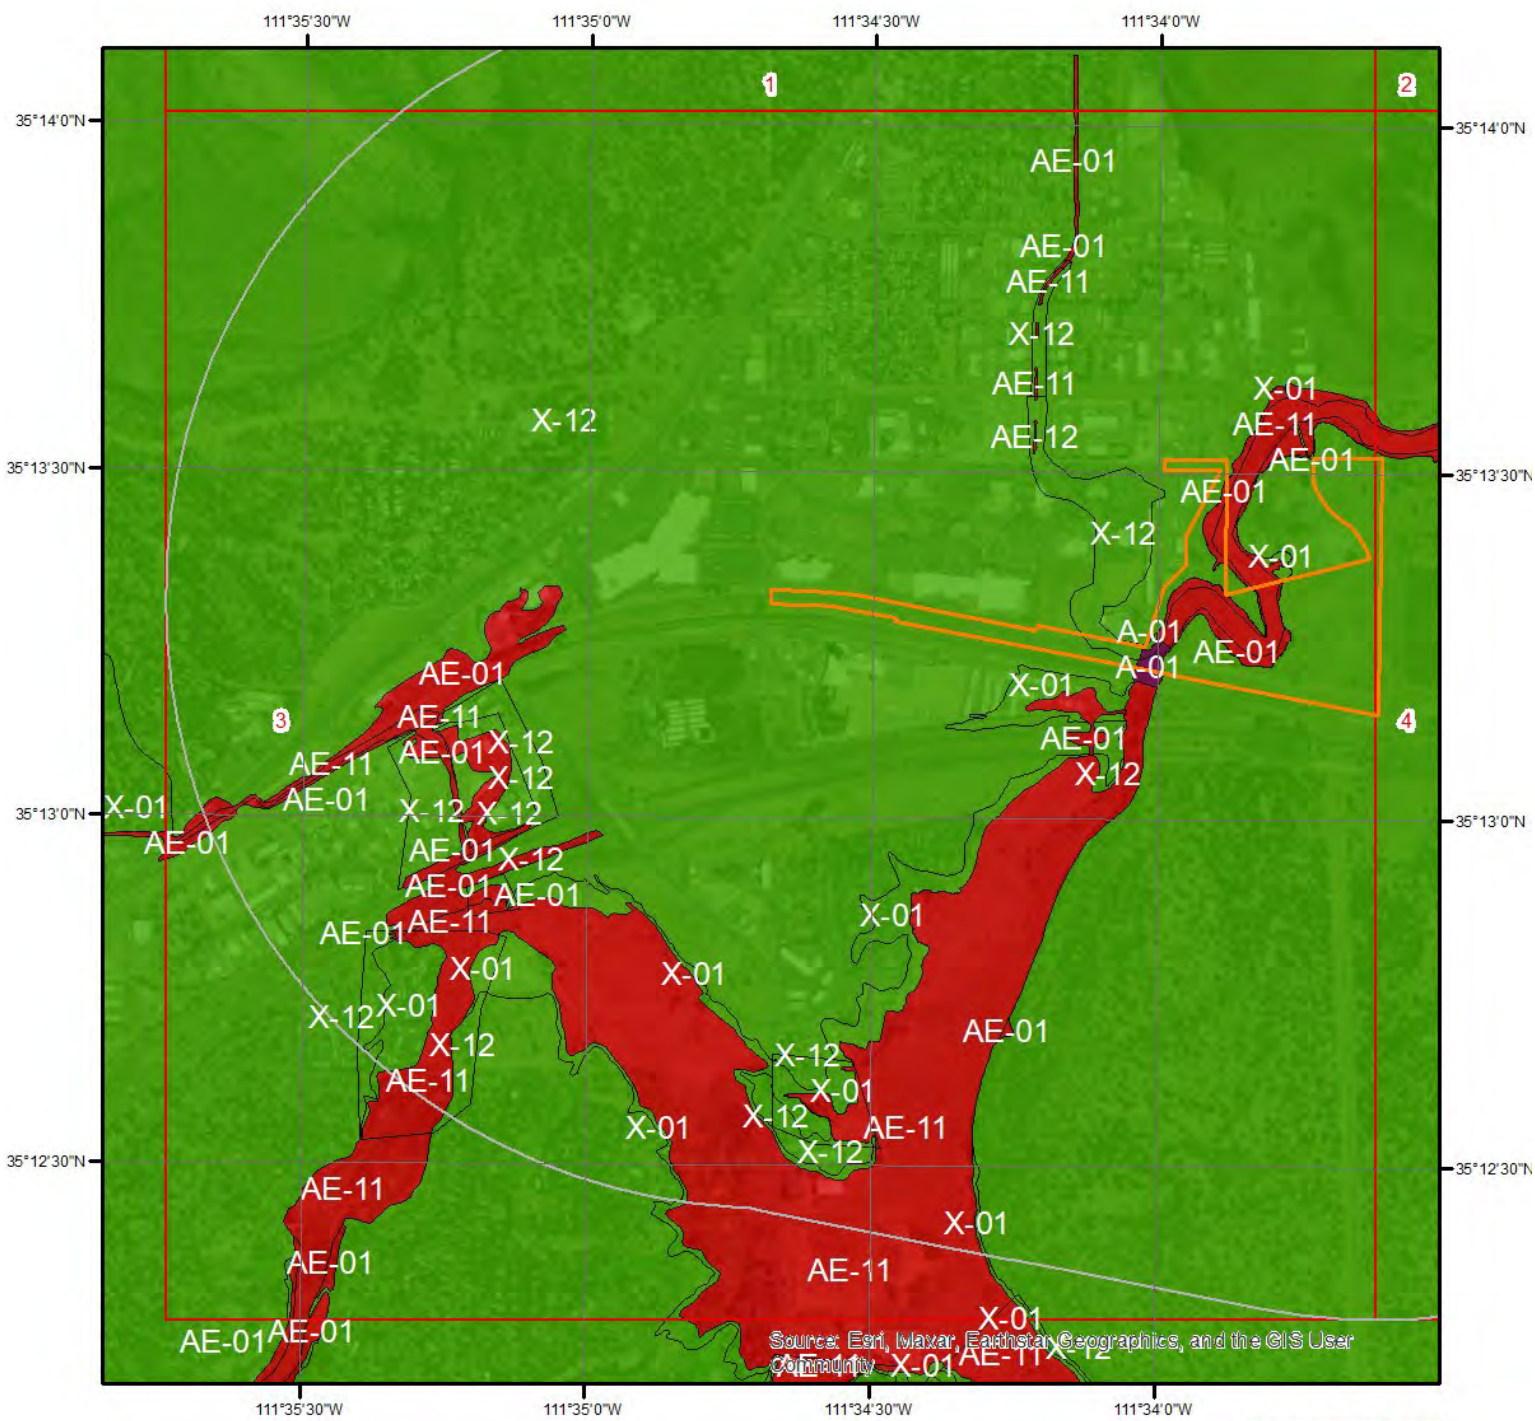 111°35'30"W 111°35'0"W 111°34'30"W 111°34'0"W
1 2
35°14'0"N 35°14'0"N
AE-01
AE-01
AE-11
X-12
AE-11
X-01
X-12
AE-11
AE-12
AE-01
35°13'30"N 35°13'30"N
AE-01
X-12
X-01
A-01
AE-01
A-01
AE-01
X-01
AE-11
3 4
AE-01
X-12
AE-01
AE-11
X-12
X-12
AE-01
X-01
X-12
X-12
35°13'0"N 35°13'0"N
AE-01
AE-01
X-12
AE-01
AE-01
X-01
AE-11
AE-01
X-01
X-01
X-01
X-12
AE-01
X-12
X-12
AE-11
X-01
X-12
AE-11
X-01
X-12
35°12'30"N 35°12'30"N
AE-11
X-01
AE-01
AE-11
X-01
AE-01
AE-01
Source: Esri, Maxar, Earthstar Geographics, and the GIS User
Community
X-12
AE-11
AE-11
X-01
111°35'30"W 111°35'0"W 111°34'30"W 111°34'0"W